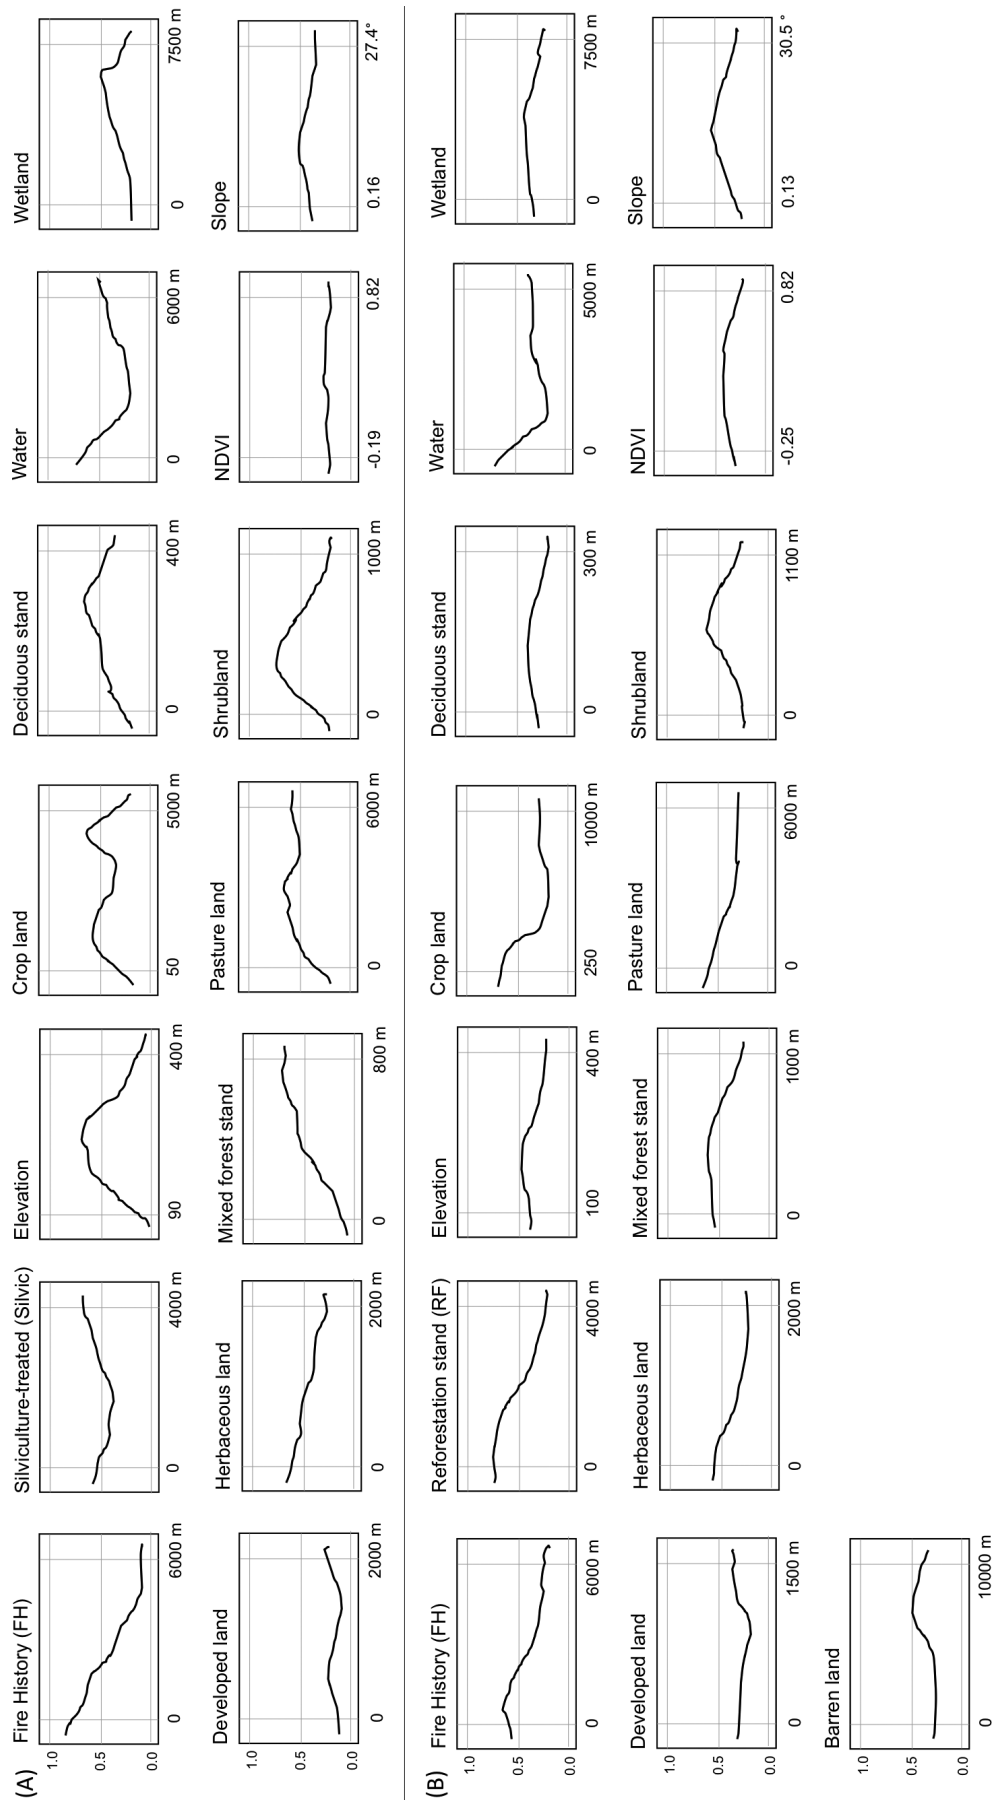 (A)
Fire History (FH)
Silviculture-treated (Silvic)
Elevation
Crop land
Deciduous stand
Water
Wetland
1.0
0.5
0.0
0 6000 m
0 4000 m
90 400 m
50 5000 m
0 400 m
0 6000 m
0 7500 m
Developed land
Herbaceous land
Mixed forest stand
Pasture land
Shrubland
NDVI
Slope
1.0
0.5
0.0
0 2000 m
0 2000 m
0 800 m
0 6000 m
0 1000 m
-0.19 0.82
0.16 27.4°
(B)
Fire History (FH)
Reforestation stand (RF)
Elevation
Crop land
Deciduous stand
Water
Wetland
1.0
0.5
0.0
0 6000 m
0 4000 m
100 400 m
250 10000 m
0 300 m
0 5000 m
0 7500 m
Developed land
Herbaceous land
Mixed forest stand
Pasture land
Shrubland
NDVI
Slope
1.0
0.5
0.0
0 1500 m
0 2000 m
0 1000 m
0 6000 m
0 1100 m
-0.25 0.82
0.13 30.5 °
Barren land
1.0
0.5
0.0
0 10000 m